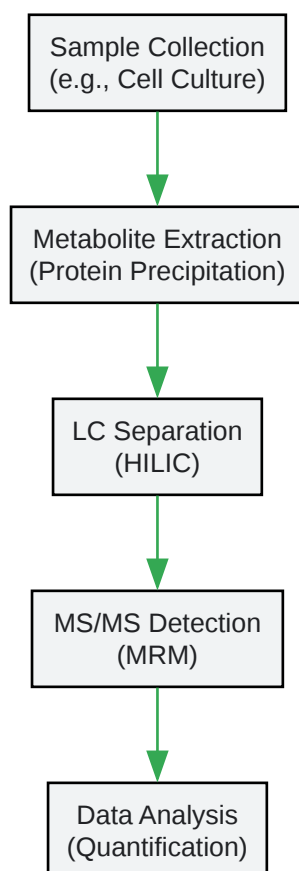 Sample Collection
(e.g., Cell Culture)
Metabolite Extraction
(Protein Precipitation)
LC Separation
(HILIC)
MS/MS Detection
(MRM)
Data Analysis
(Quantification)